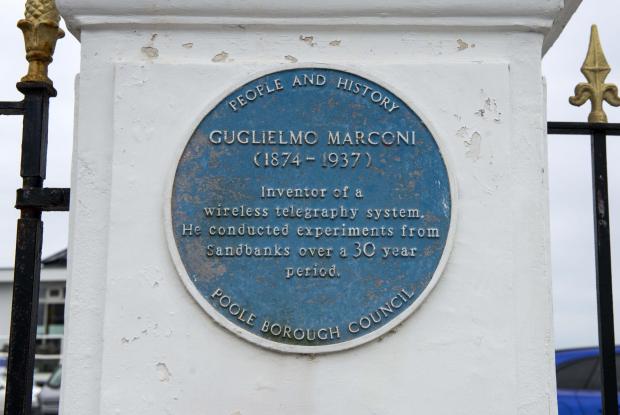 PEOPLE AND HISTORY
GUGLIELMO MARCONI
(1874 - 1937)
Inventor of a
wireless telegraphy system.
He conducted experiments from
Sandbanks over a 30 year
period.
POOLE BOROUGH COUNCIL